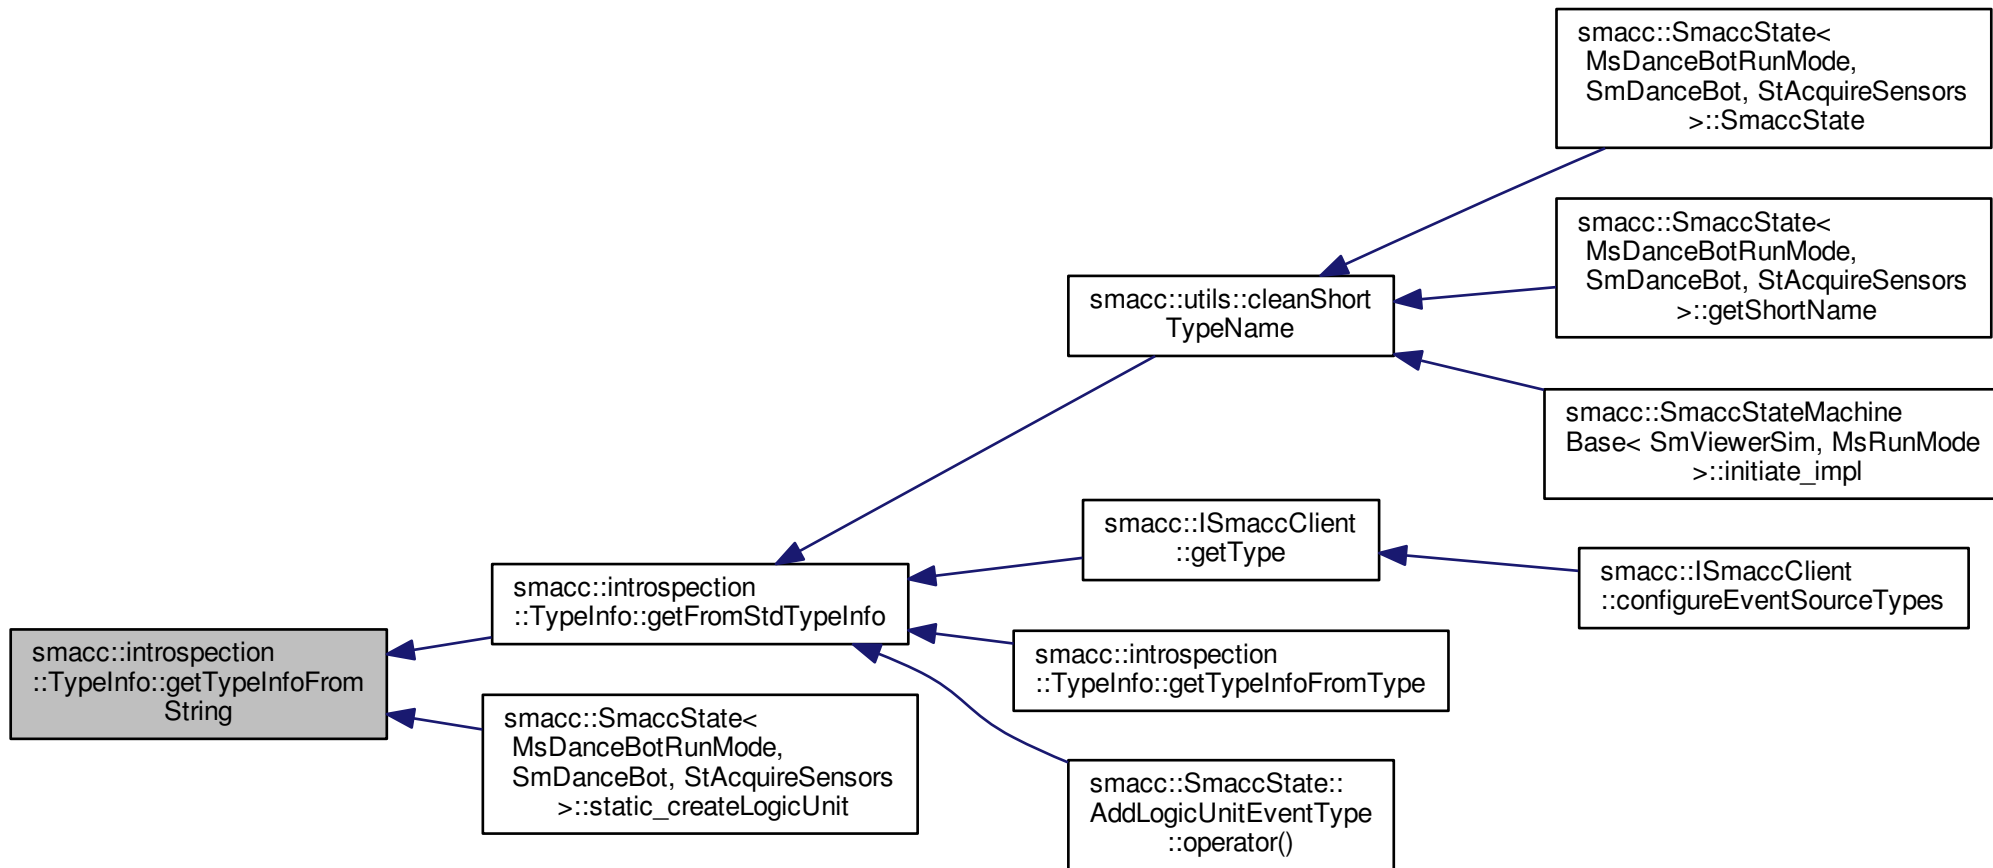 smacc::SmaccState<
MsDanceBotRunMode,
SmDanceBot, StAcquireSensors
>::SmaccState
smacc::SmaccState<
MsDanceBotRunMode,
SmDanceBot, StAcquireSensors
>::getShortName
smacc::utils::cleanShort
TypeName
smacc::SmaccStateMachine
Base< SmViewerSim, MsRunMode
>::initiate_impl
smacc::ISmaccClient
::getType
smacc::ISmaccClient
::configureEventSourceTypes
smacc::introspection
::TypeInfo::getFromStdTypeInfo
smacc::introspection
::TypeInfo::getTypeInfoFrom
String
smacc::introspection
::TypeInfo::getTypeInfoFromType
smacc::SmaccState<
MsDanceBotRunMode,
SmDanceBot, StAcquireSensors
>::static_createLogicUnit
smacc::SmaccState::
AddLogicUnitEventType
::operator()